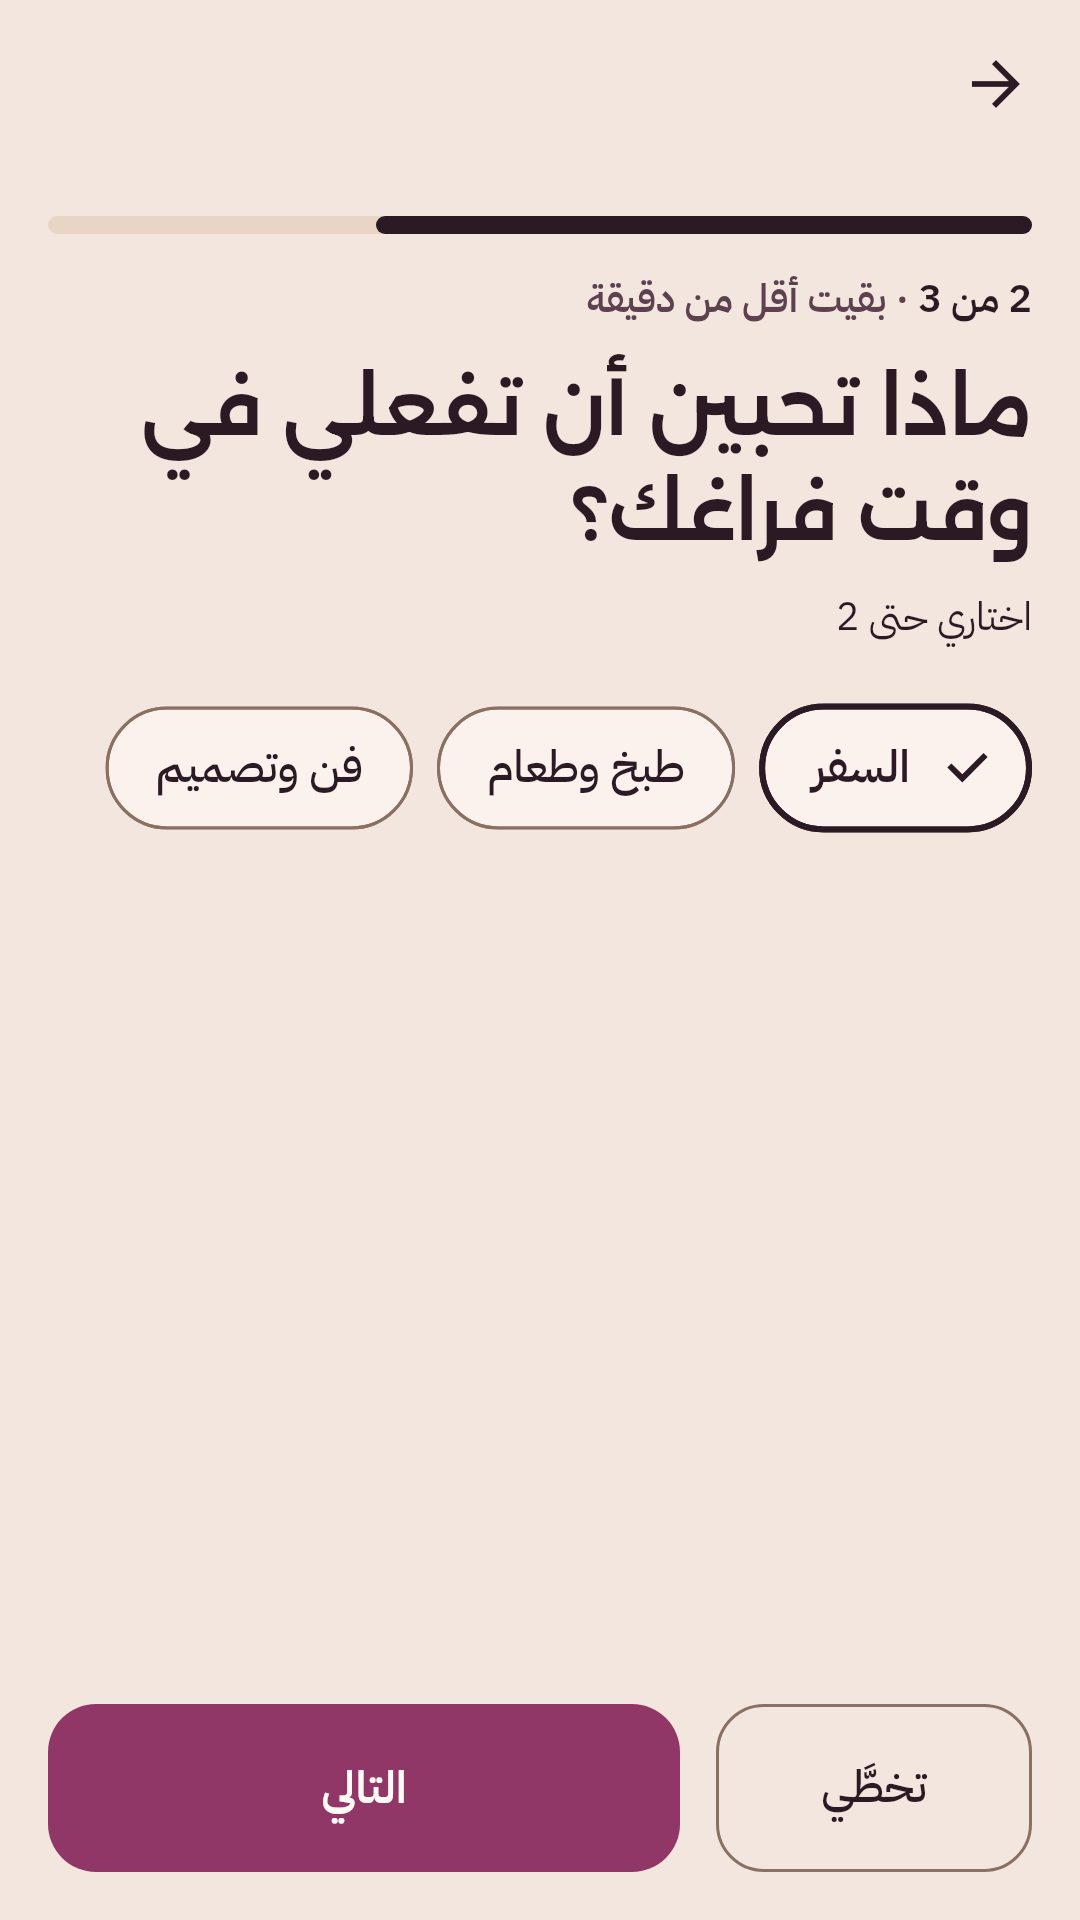 2 من 3 · بقيت أقل من دقيقة
ماذا تحبين أن تفعلي في
وقت فراغك؟
اختاري حتى 2
السفر
طبخ وطعام
فن وتصميم
تخطَّي
التالي